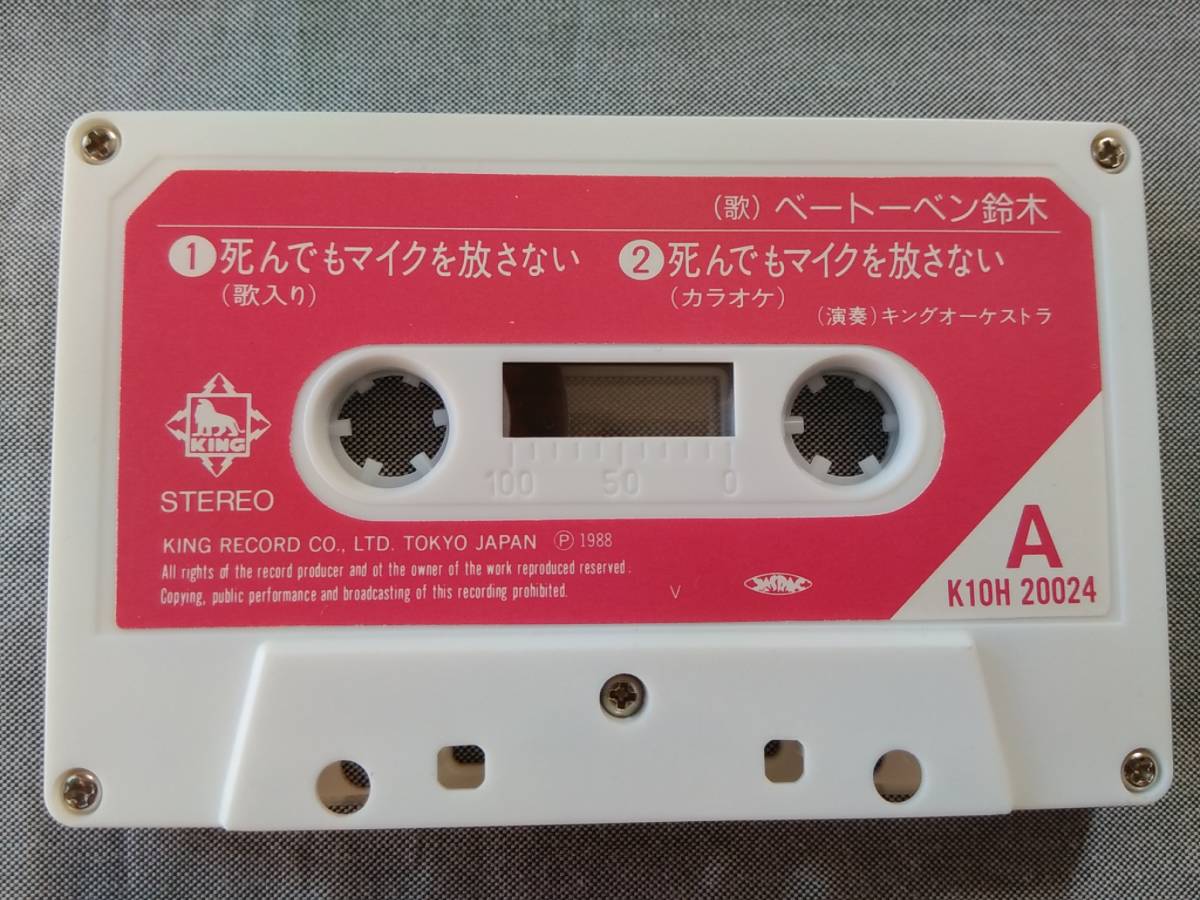 (歌)ベートーベン鈴木
1 死んでもマイクを放さない
(歌入り)
2 死んでもマイクを放さない
(カラオケ)
(演奏)キングオーケストラ
KING
STEREO
100 50 0
KING RECORD CO., LTD. TOKYO JAPAN Ⓟ 1988
All rights of the record producer and ot the owner of the work reproduced reserved.
Copying, public performance and broadcasting of this recording prohibited.
V
JASRAC
A
K10H 20024